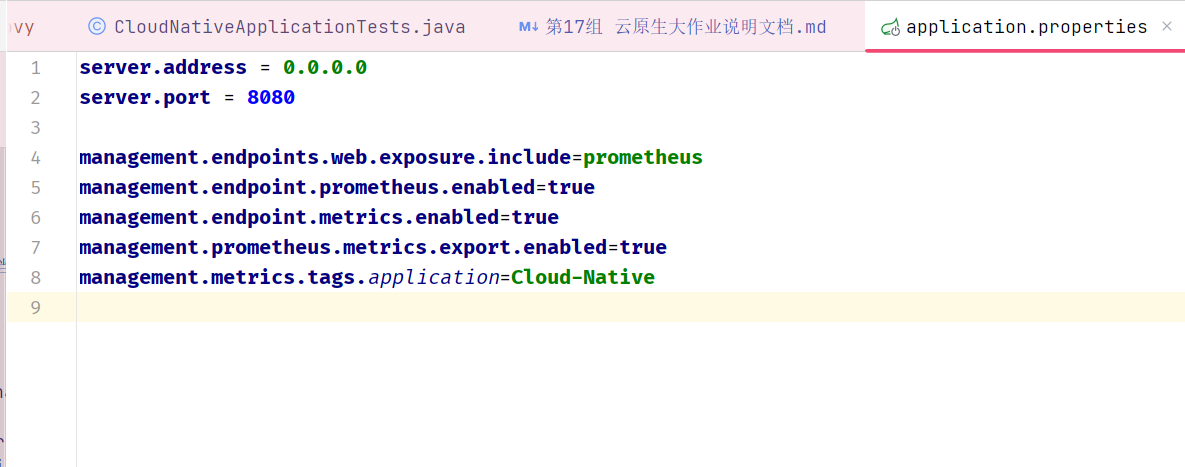 vy CloudNativeApplicationTests.java M↓ 第17组 云原生大作业说明文档.md application.properties ×
1 server.address = 0.0.0.0
2 server.port = 8080
3
4 management.endpoints.web.exposure.include=prometheus
5 management.endpoint.prometheus.enabled=true
6 management.endpoint.metrics.enabled=true
7 management.prometheus.metrics.export.enabled=true
8 management.metrics.tags.application=Cloud-Native
9